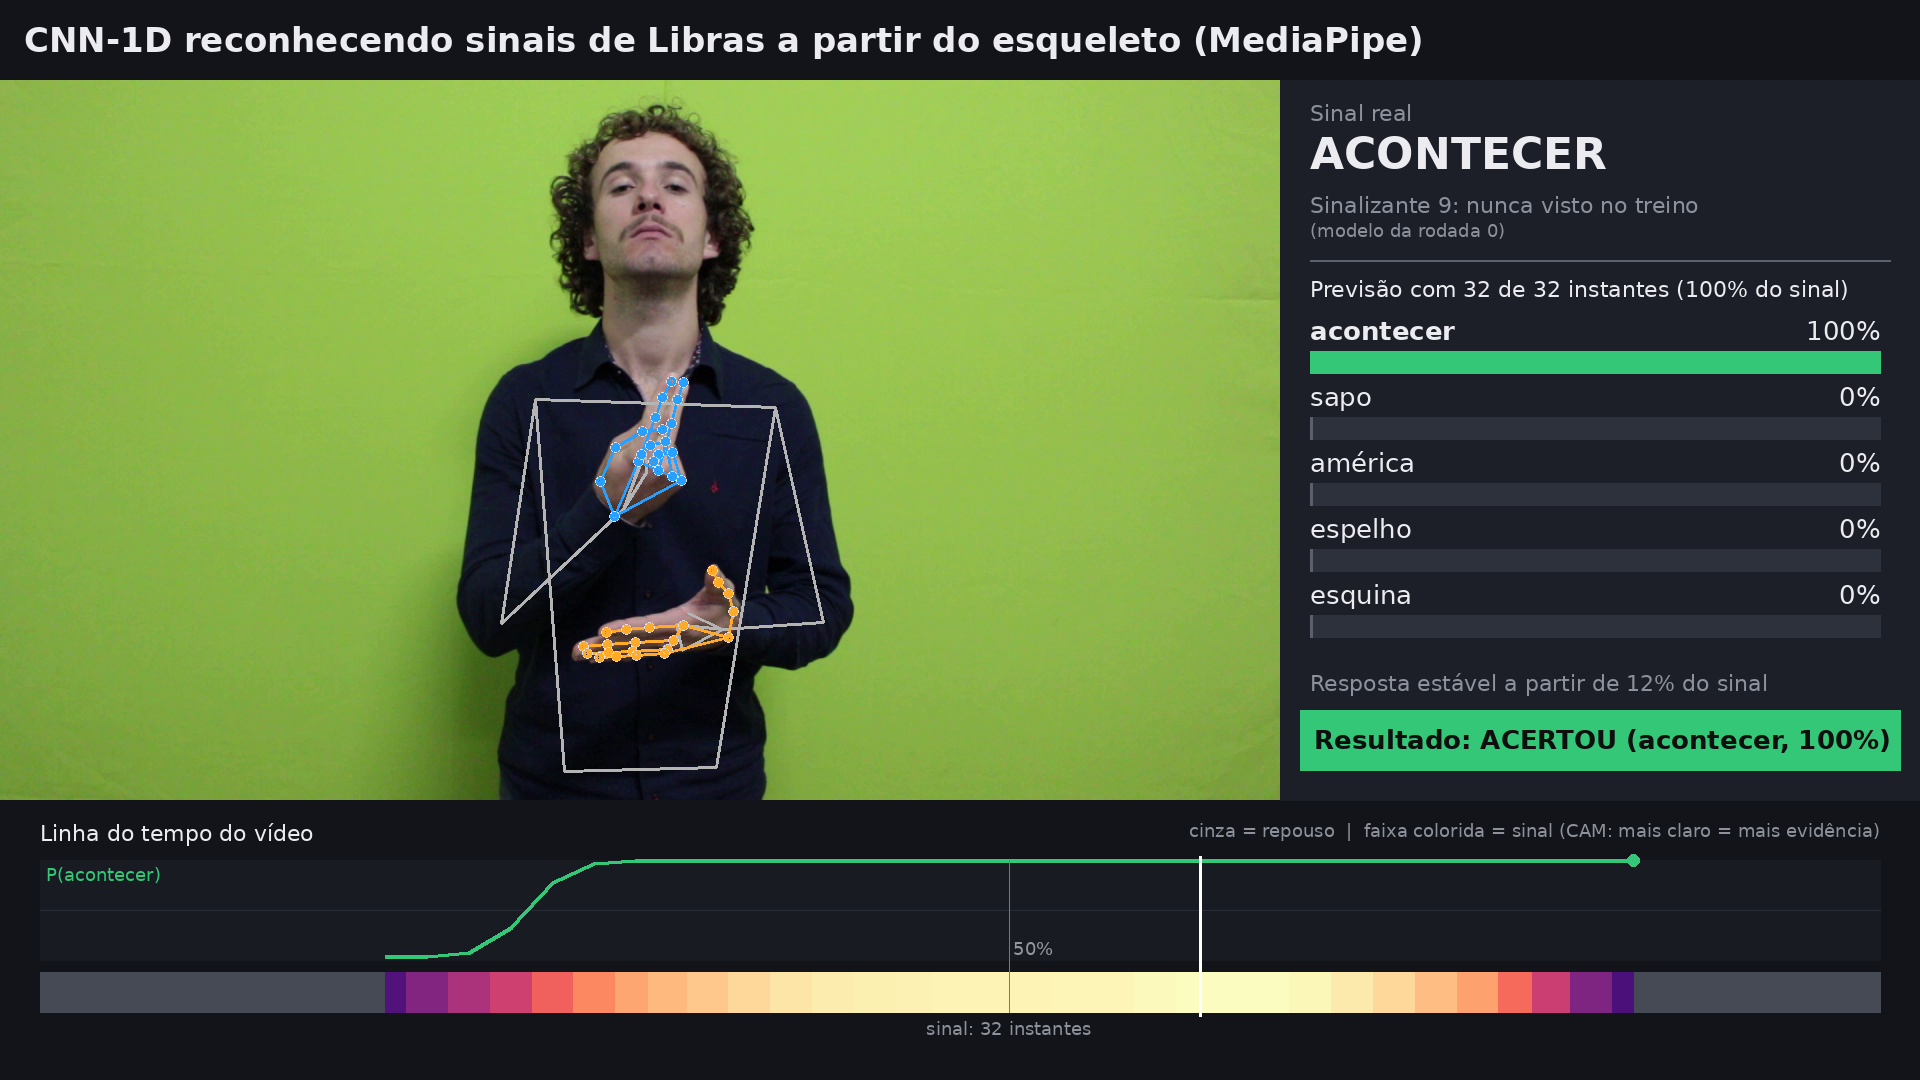 CNN-1D reconhecendo sinais de Libras a partir do esqueleto (MediaPipe)
Sinal real
ACONTECER
Sinalizante 9: nunca visto no treino
(modelo da rodada 0)
Previsão com 32 de 32 instantes (100% do sinal)
acontecer 100%
sapo 0%
américa 0%
espelho 0%
esquina 0%
Resposta estável a partir de 12% do sinal
Resultado: ACERTOU (acontecer, 100%)
Linha do tempo do vídeo
cinza = repouso | faixa colorida = sinal (CAM: mais claro = mais evidência)
P(acontecer)
50%
sinal: 32 instantes